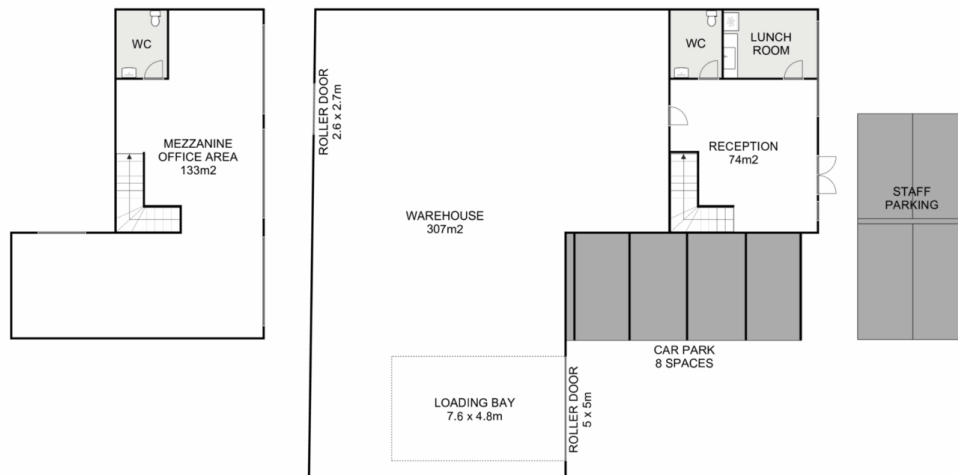 WC
MEZZANINE
OFFICE AREA
133m2
ROLLER DOOR
2.6 x 2.7m
WAREHOUSE
307m2
LOADING BAY
7.6 x 4.8m
ROLLER DOOR
5 x 5m
WC
LUNCH
ROOM
RECEPTION
74m2
CAR PARK
8 SPACES
STAFF
PARKING